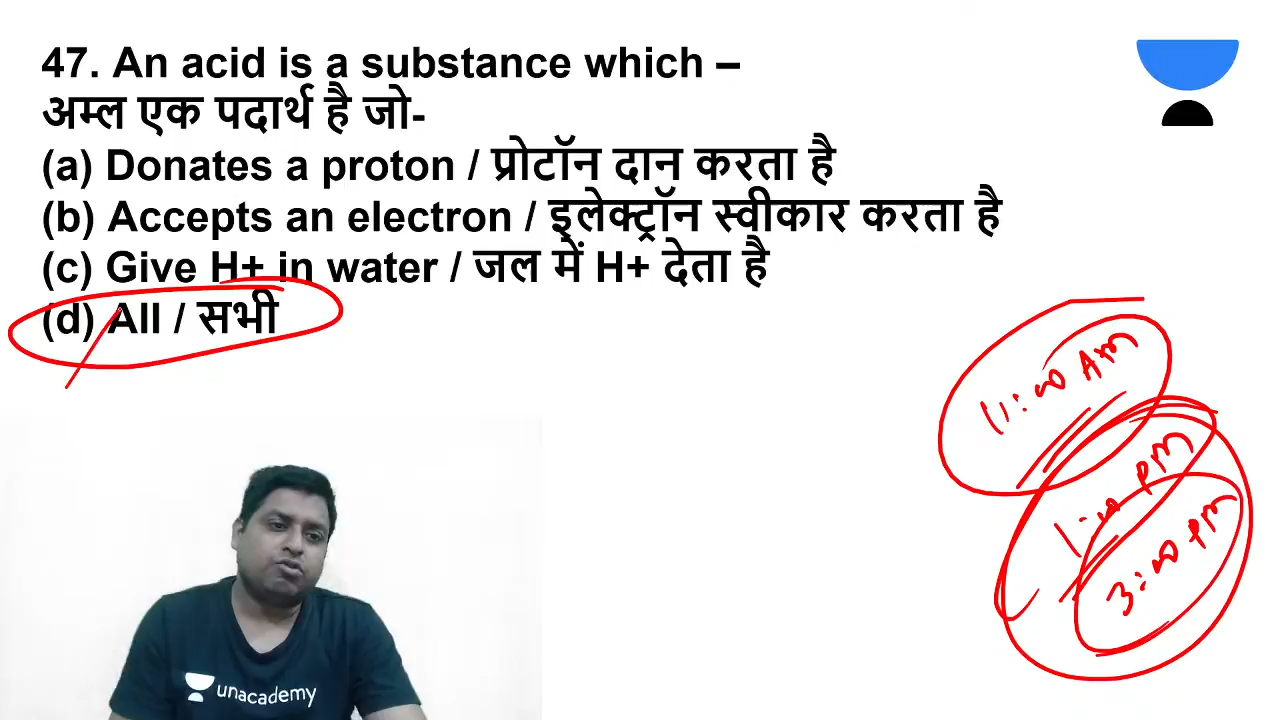 47. An acid is a substance which –
अम्ल एक पदार्थ है जो-
(a) Donates a proton / प्रोटॉन दान करता है
(b) Accepts an electron / इलेक्ट्रॉन स्वीकार करता है
(c) Give H+ in water / जल में H+ देता है
(d) All / सभी
11:00 Am
1:00 PM
3:00 PM
unacademy